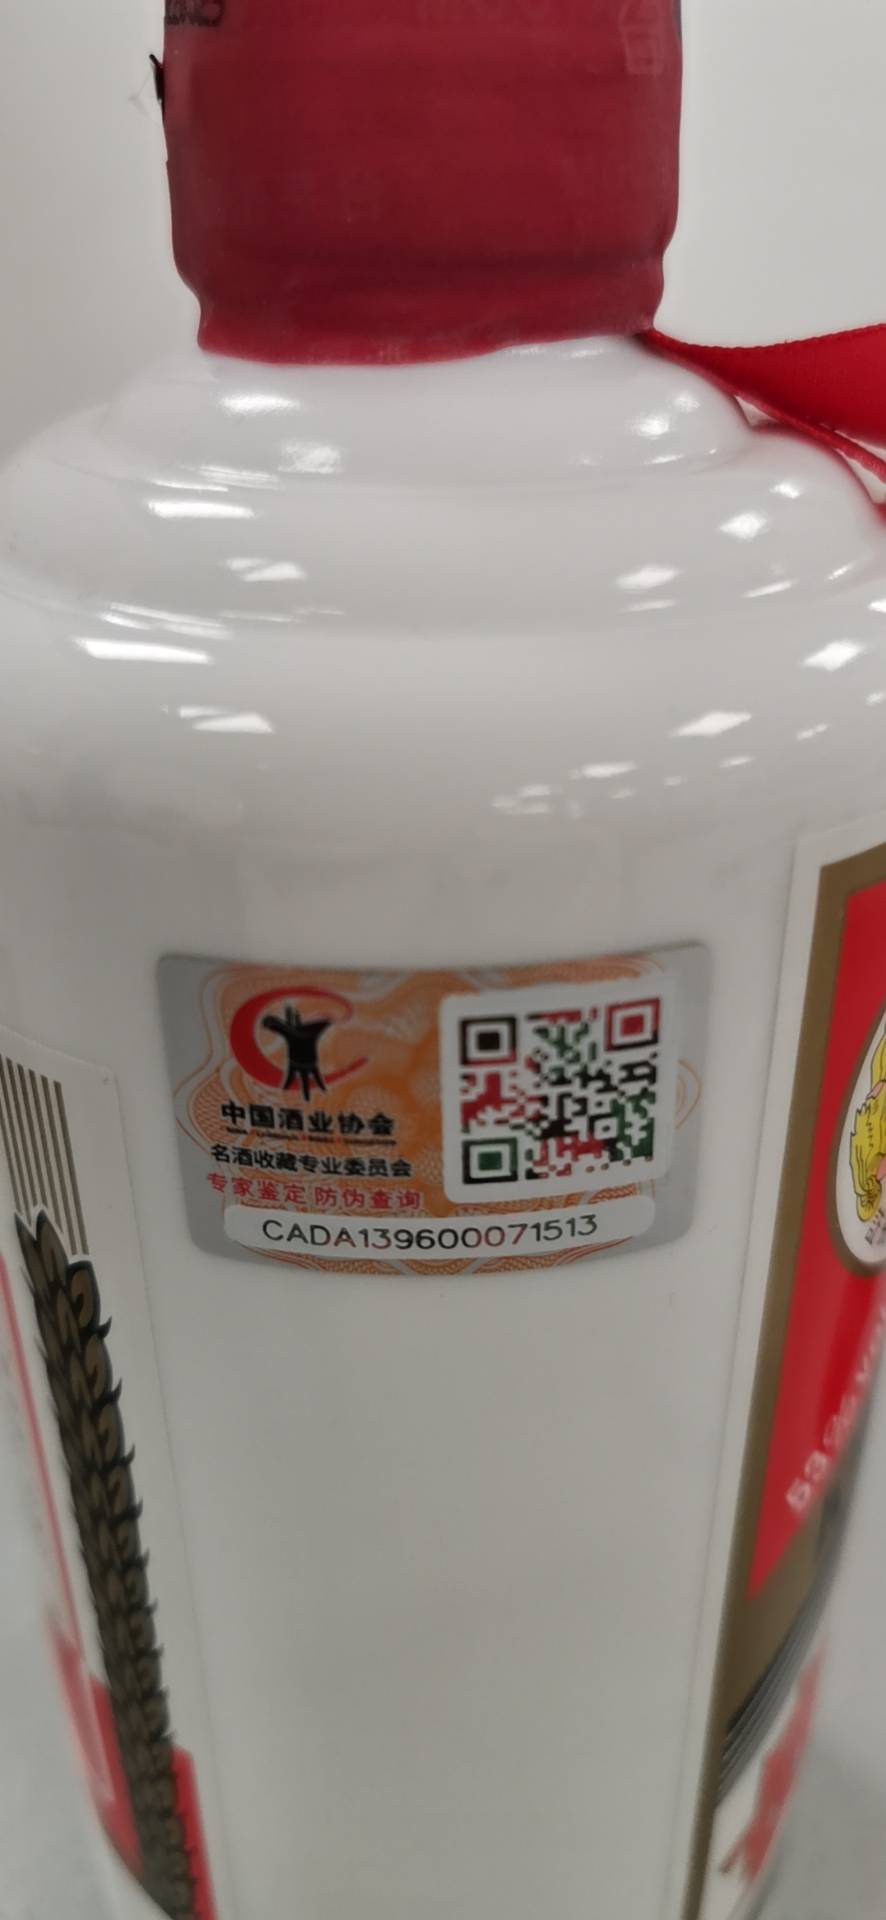 中国酒业协会
名酒收藏专业委员会
专家鉴定 防伪查询
CADA139600071513
53%